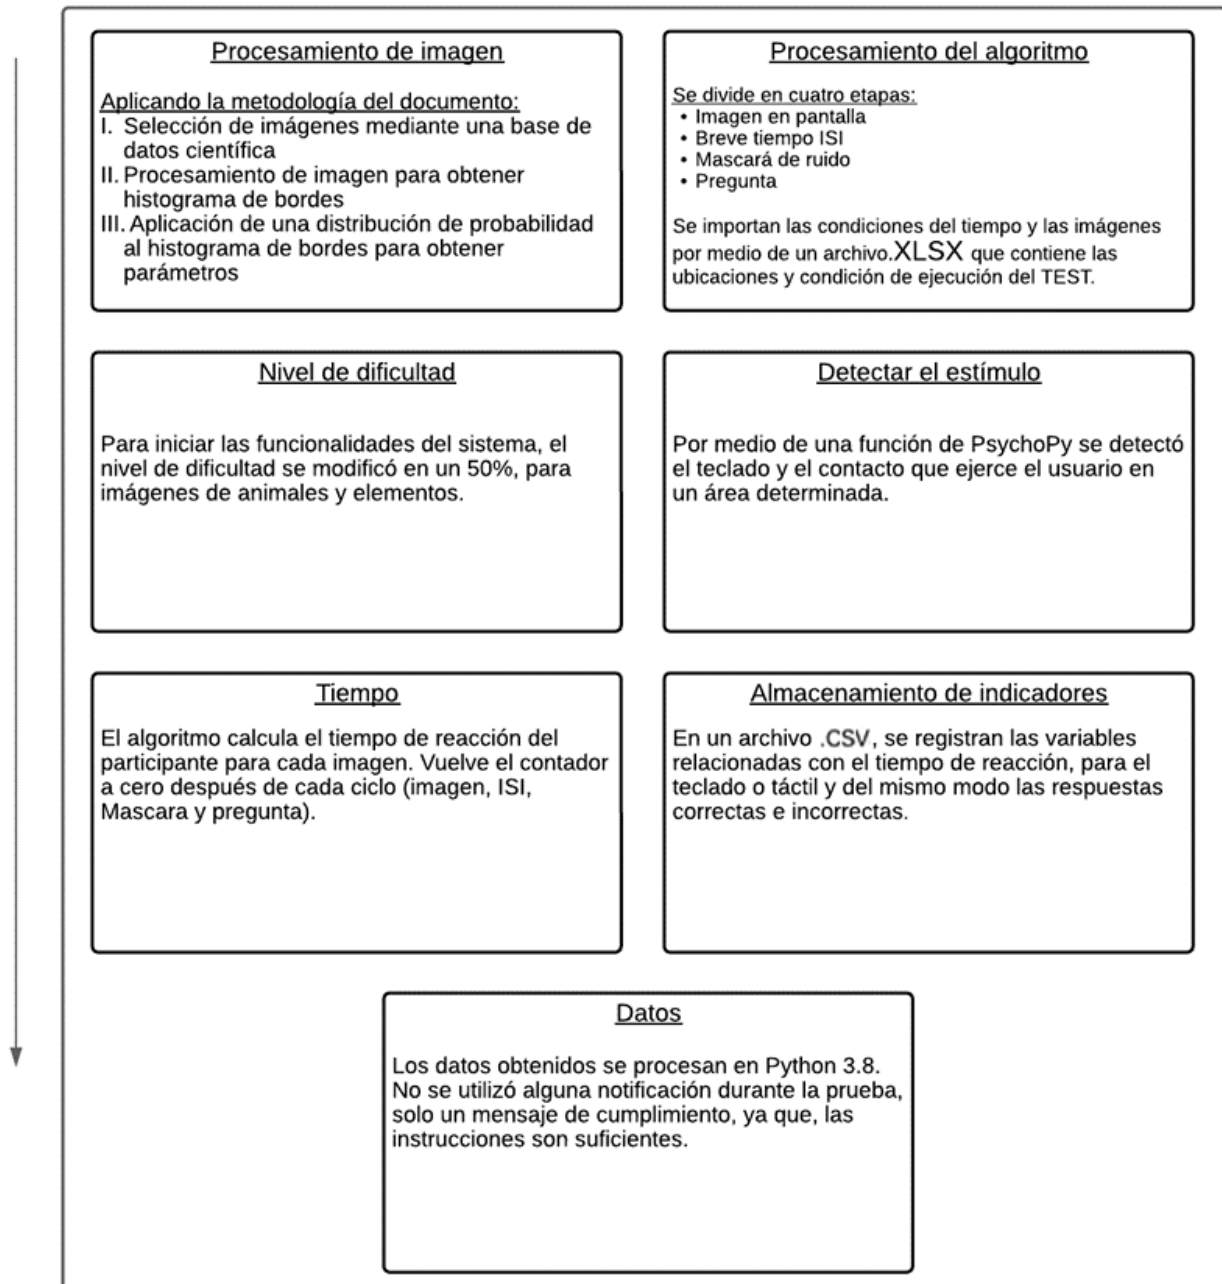 Procesamiento de imagen
Aplicando la metodología del documento:
I. Selección de imágenes mediante una base de
datos científica
II. Procesamiento de imagen para obtener
histograma de bordes
III. Aplicación de una distribución de probabilidad
al histograma de bordes para obtener
parámetros
Procesamiento del algoritmo
Se divide en cuatro etapas:
• Imagen en pantalla
• Breve tiempo ISI
• Mascará de ruido
• Pregunta
Se importan las condiciones del tiempo y las imágenes
por medio de un archivo.XLSX que contiene las
ubicaciones y condición de ejecución del TEST.
Nivel de dificultad
Para iniciar las funcionalidades del sistema, el
nivel de dificultad se modificó en un 50%, para
imágenes de animales y elementos.
Detectar el estímulo
Por medio de una función de PsychoPy se detectó
el teclado y el contacto que ejerce el usuario en
un área determinada.
Tiempo
El algoritmo calcula el tiempo de reacción del
participante para cada imagen. Vuelve el contador
a cero después de cada ciclo (imagen, ISI,
Mascara y pregunta).
Almacenamiento de indicadores
En un archivo .CSV, se registran las variables
relacionadas con el tiempo de reacción, para el
teclado o táctil y del mismo modo las respuestas
correctas e incorrectas.
Datos
Los datos obtenidos se procesan en Python 3.8.
No se utilizó alguna notificación durante la prueba,
solo un mensaje de cumplimiento, ya que, las
instrucciones son suficientes.